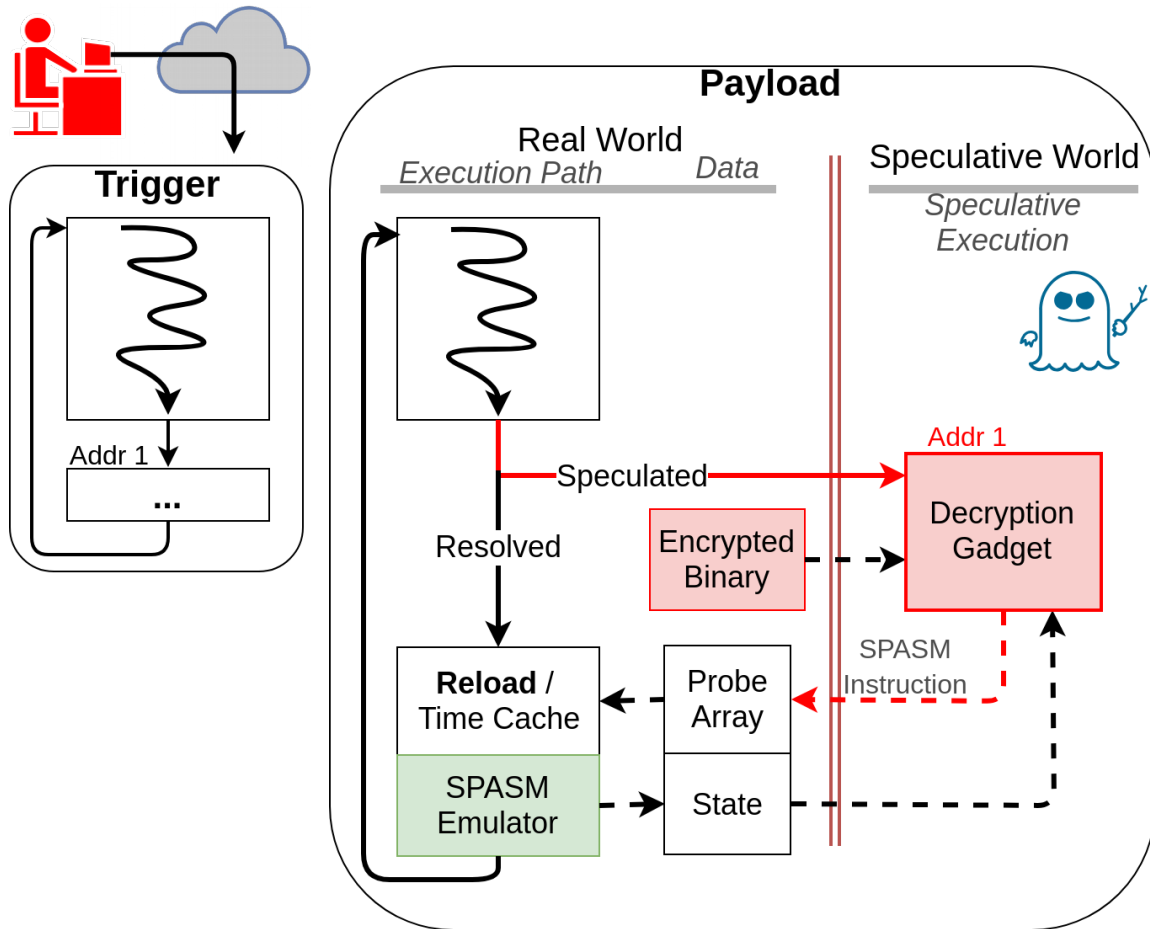 Payload
Real World
Execution Path
Data
Speculative World
Speculative
Execution
Trigger
Addr 1
...
Addr 1
Speculated
Decryption
Gadget
Encrypted
Binary
Resolved
SPASM
Instruction
Reload /
Time Cache
Probe
Array
SPASM
Emulator
State